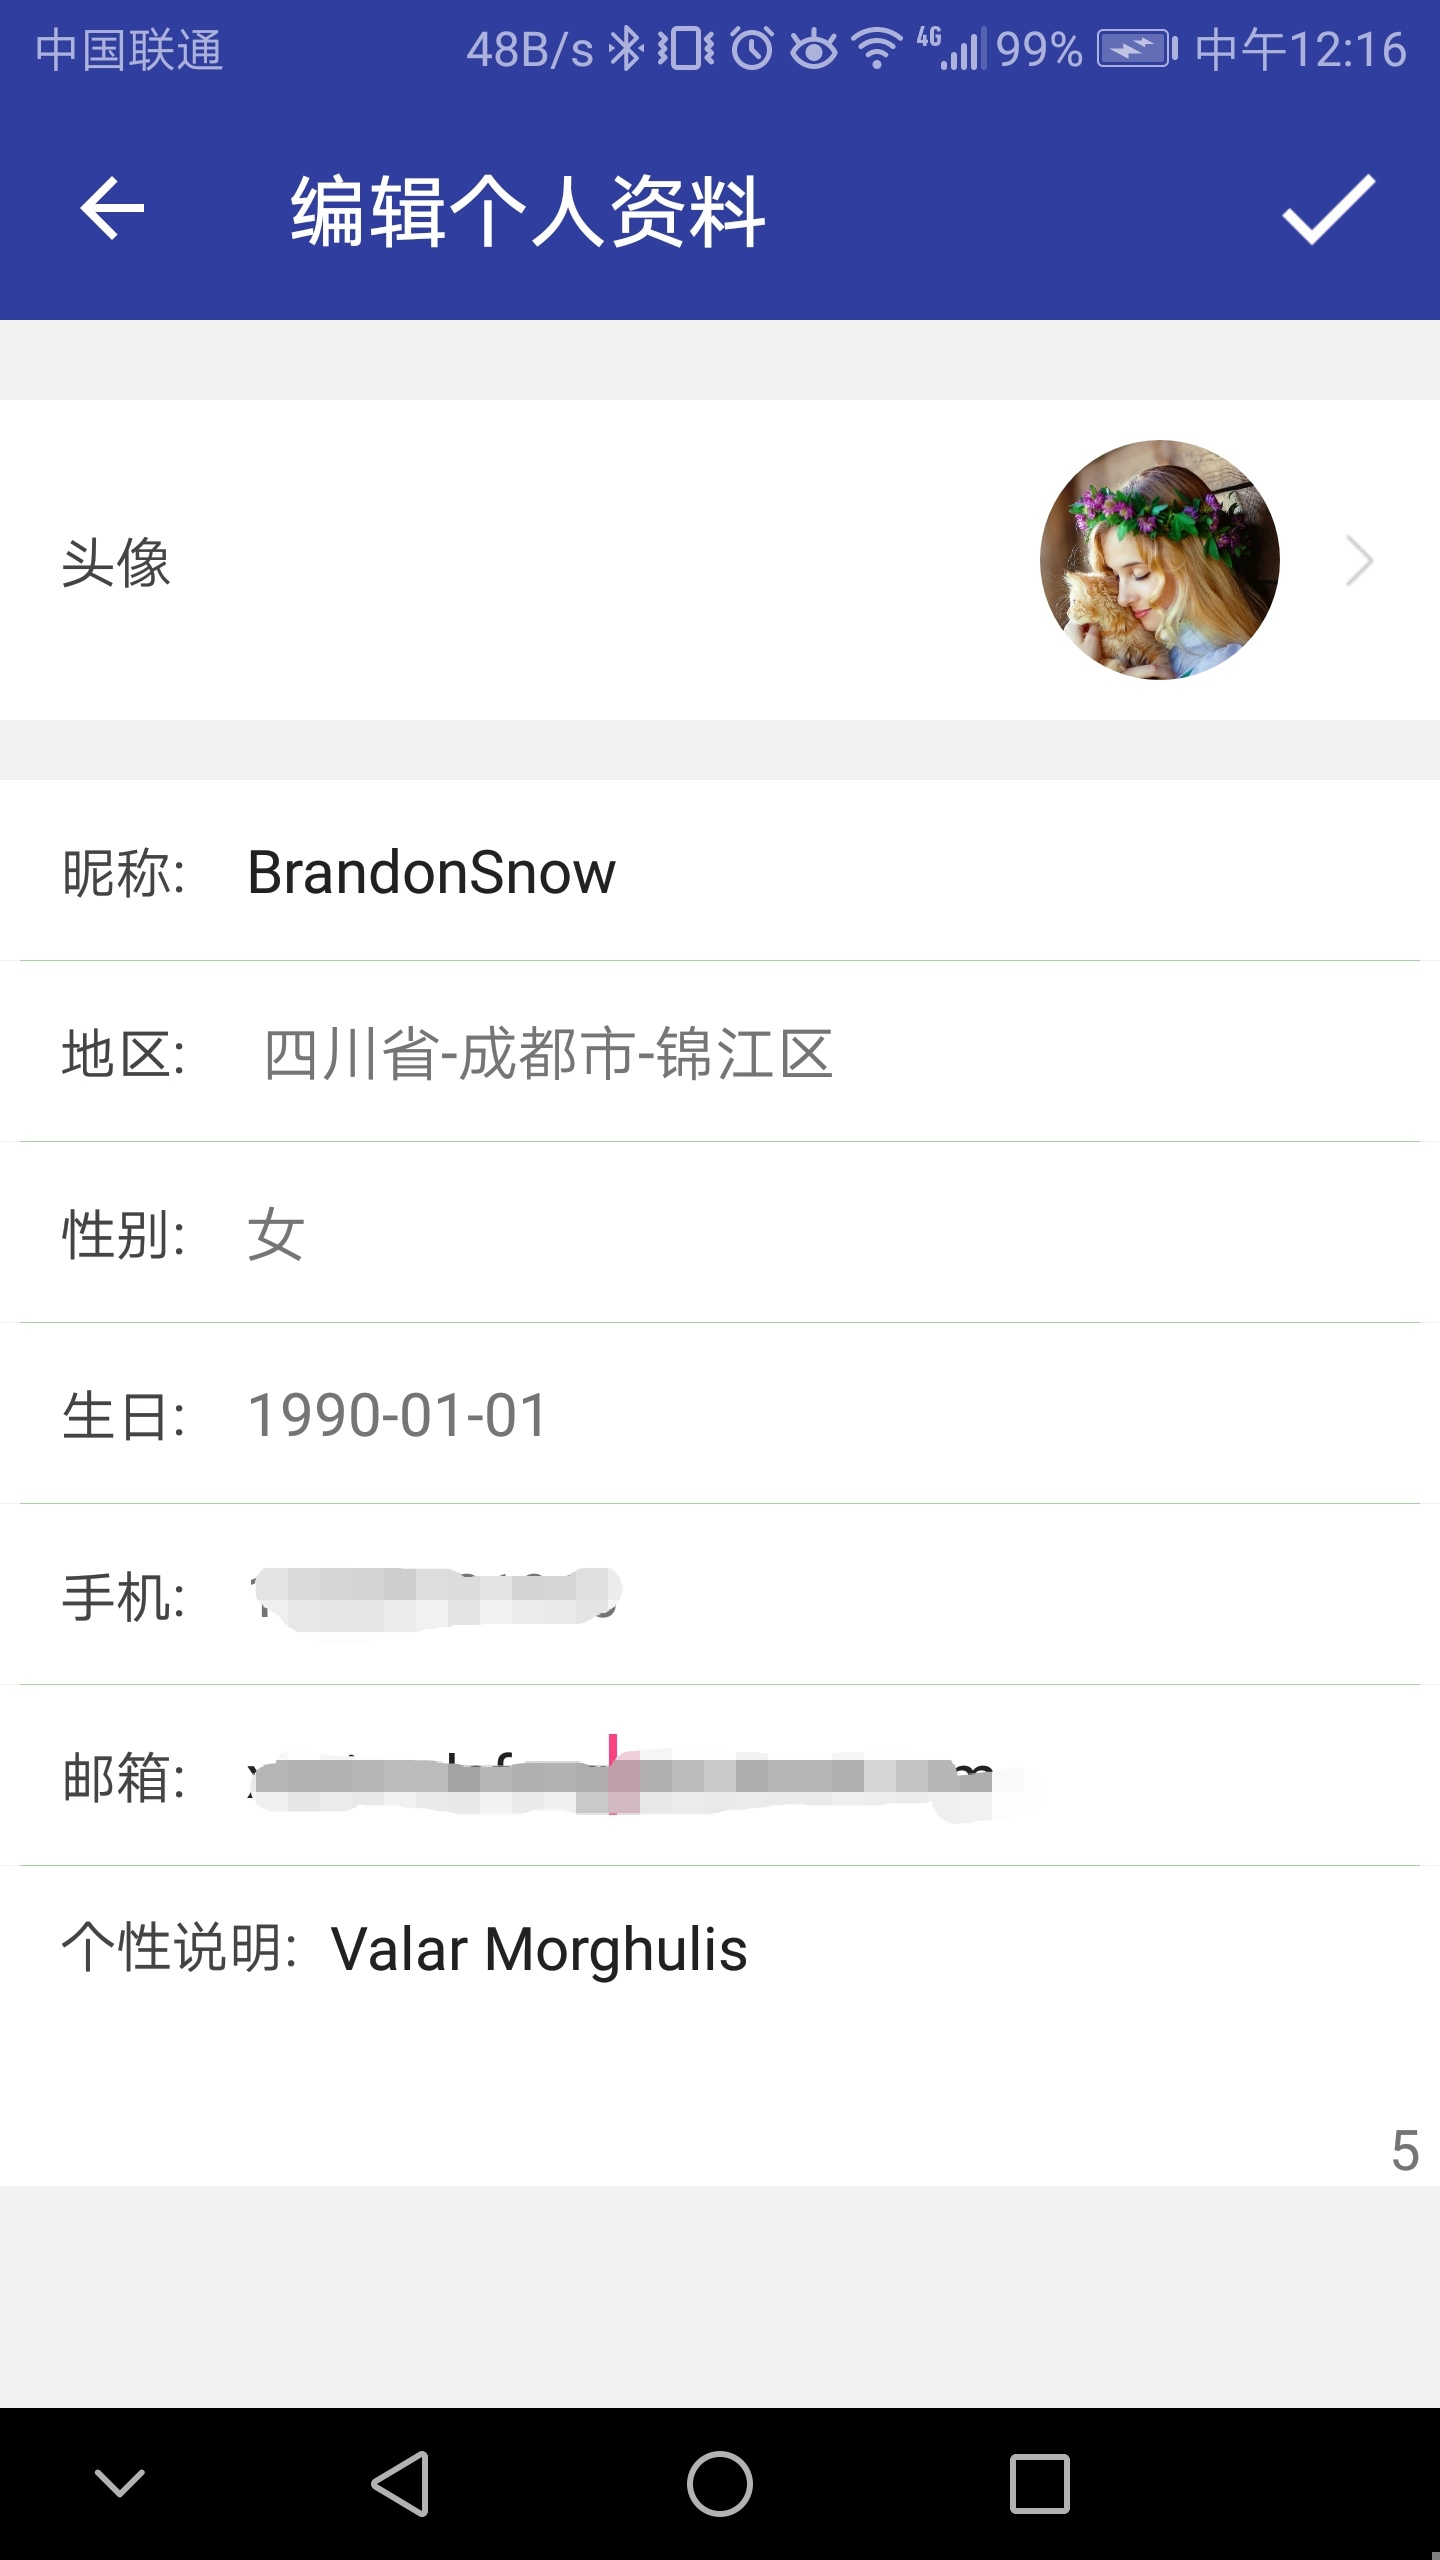 中国联通 48B/s 4G 99% 中午12:16
编辑个人资料
头像
昵称: BrandonSnow
地区: 四川省-成都市-锦江区
性别: 女
生日: 1990-01-01
手机:
邮箱:
个性说明: Valar Morghulis
5